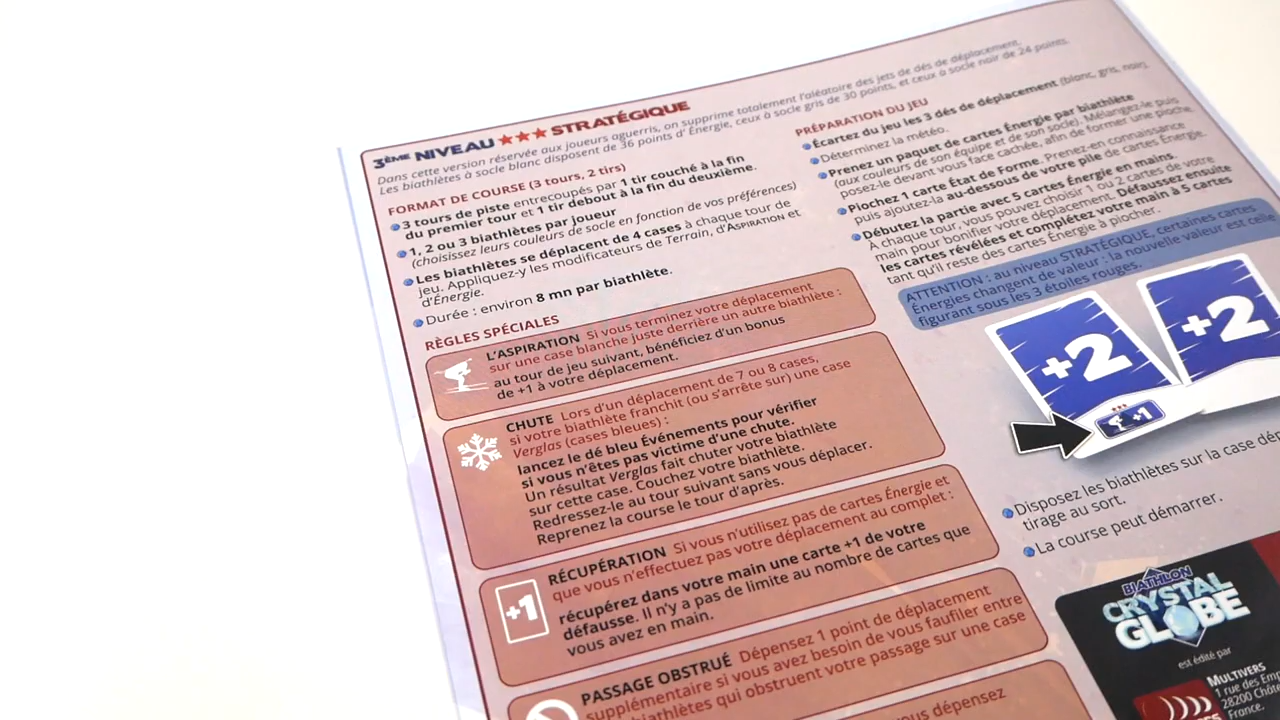 3ÈME NIVEAU ★★★ STRATÉGIQUE
Dans cette version réservée aux joueurs aguerris, on supprime totalement l'aléatoire des jets de dés de déplacement.
Les biathlètes à socle blanc disposent de 36 points d' Énergie, ceux à socle gris de 30 points, et ceux à socle noir de 24 points.
FORMAT DE COURSE (3 tours, 2 tirs)
3 tours de piste entrecoupés par 1 tir couché à la fin
du premier tour et 1 tir debout à la fin du deuxième.
1, 2 ou 3 biathlètes par joueur
(choisissez leurs couleurs de socle en fonction de vos préférences)
Les biathlètes se déplacent de 4 cases à chaque tour de
jeu. Appliquez-y les modificateurs de Terrain, d'ASPIRATION et
d'Énergie.
Durée : environ 8 mn par biathlète.
RÈGLES SPÉCIALES
L'ASPIRATION Si vous terminez votre déplacement
sur une case blanche juste derrière un autre biathlète :
au tour de jeu suivant, bénéficiez d'un bonus
de +1 à votre déplacement.
CHUTE Lors d'un déplacement de 7 ou 8 cases,
si votre biathlète franchit (ou s'arrête sur) une case
Verglas (cases bleues) :
lancez le dé bleu Événements pour vérifier
si vous n'êtes pas victime d'une chute.
Un résultat Verglas fait chuter votre biathlète
sur cette case. Couchez votre biathlète.
Redressez-le au tour suivant sans vous déplacer.
Reprenez la course le tour d'après.
+1
RÉCUPÉRATION Si vous n'utilisez pas de cartes Énergie et
que vous n'effectuez pas votre déplacement au complet :
récupérez dans votre main une carte +1 de votre
défausse. Il n'y a pas de limite au nombre de cartes que
vous avez en main.
PASSAGE OBSTRUÉ Dépensez 1 point de déplacement
supplémentaire si vous avez besoin de vous faufiler entre
biathlètes qui obstruent votre passage sur une case
vous dépensez
PRÉPARATION DU JEU
Écartez du jeu les 3 dés de déplacement (blanc, gris, noir).
Déterminez la météo.
Prenez un paquet de cartes Énergie par biathlète
(aux couleurs de son équipe et de son socle). Mélangez-le puis
posez-le devant vous face cachée, afin de former une pioche.
Piochez 1 carte État de Forme. Prenez-en connaissance
puis ajoutez-la au-dessous de votre pile de cartes Énergie.
Débutez la partie avec 5 cartes Énergie en mains.
À chaque tour, vous pouvez choisir 1 ou 2 cartes de votre
main pour bonifier votre déplacement. Défaussez ensuite
les cartes révélées et complétez votre main à 5 cartes
tant qu'il reste des cartes Énergie à piocher.
ATTENTION : au niveau STRATÉGIQUE, certaines cartes
Énergies changent de valeur : la nouvelle valeur est celle
figurant sous les 3 étoiles rouges.
+2
+2
+1
Disposez les biathlètes sur la case
tirage au sort.
La course peut démarrer.
BIATHLON
CRYSTAL
GLOBE
est édité par
MULTIVERS
1 rue des
28200
France.